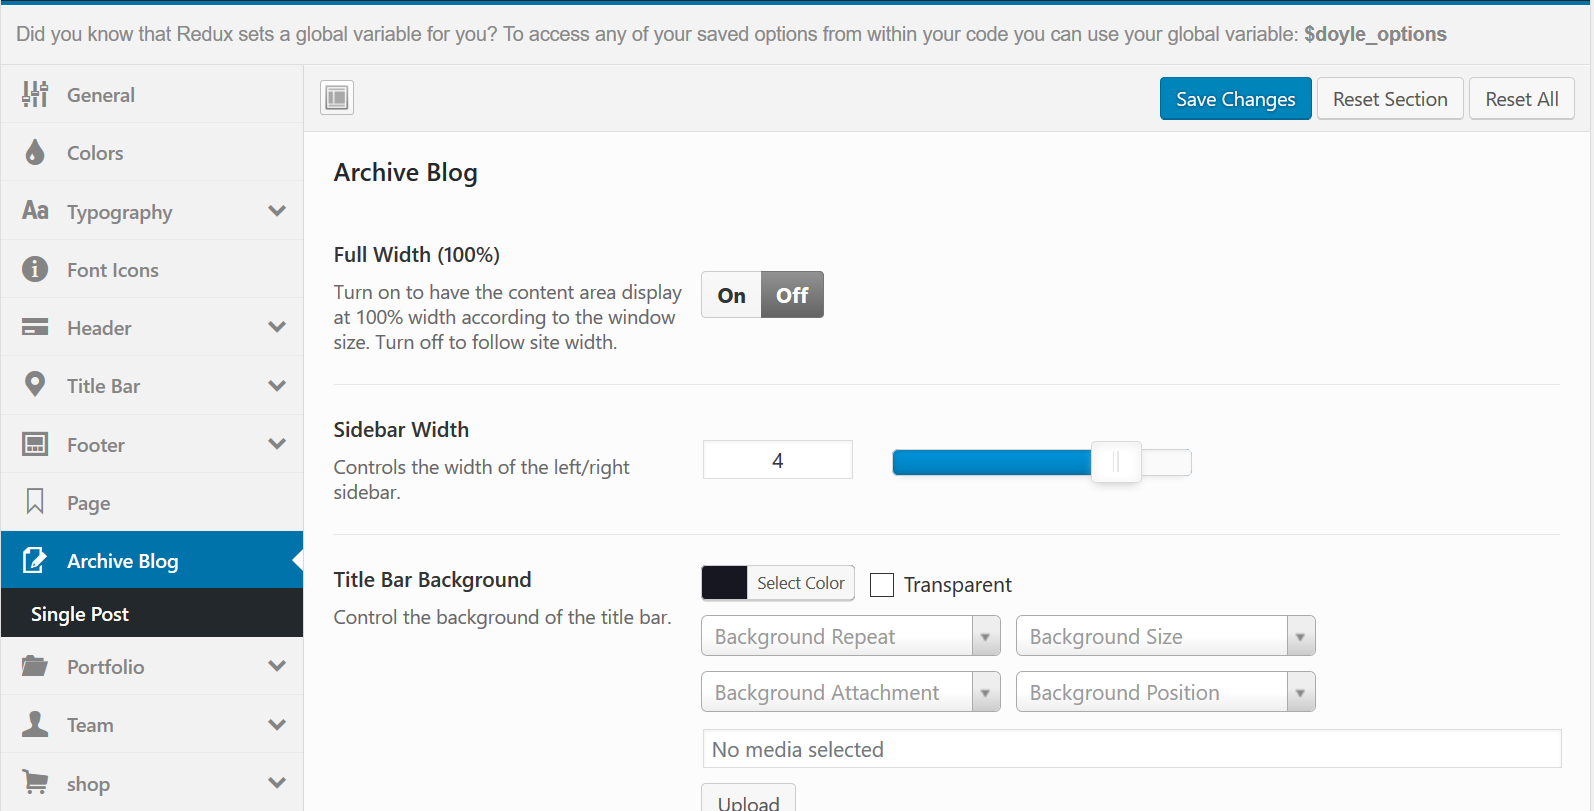 Did you know that Redux sets a global variable for you? To access any of your saved options from within your code you can use your global variable: $doyle_options
General
Colors
Aa Typography
Font Icons
Header
Title Bar
Footer
Page
Archive Blog
Single Post
Portfolio
Team
shop
Save Changes
Reset Section
Reset All
Archive Blog
Full Width (100%)
Turn on to have the content area display
at 100% width according to the window
size. Turn off to follow site width.
On Off
Sidebar Width
Controls the width of the left/right
sidebar.
4
Title Bar Background
Control the background of the title bar.
Select Color
Transparent
Background Repeat
Background Size
Background Attachment
Background Position
No media selected
Upload